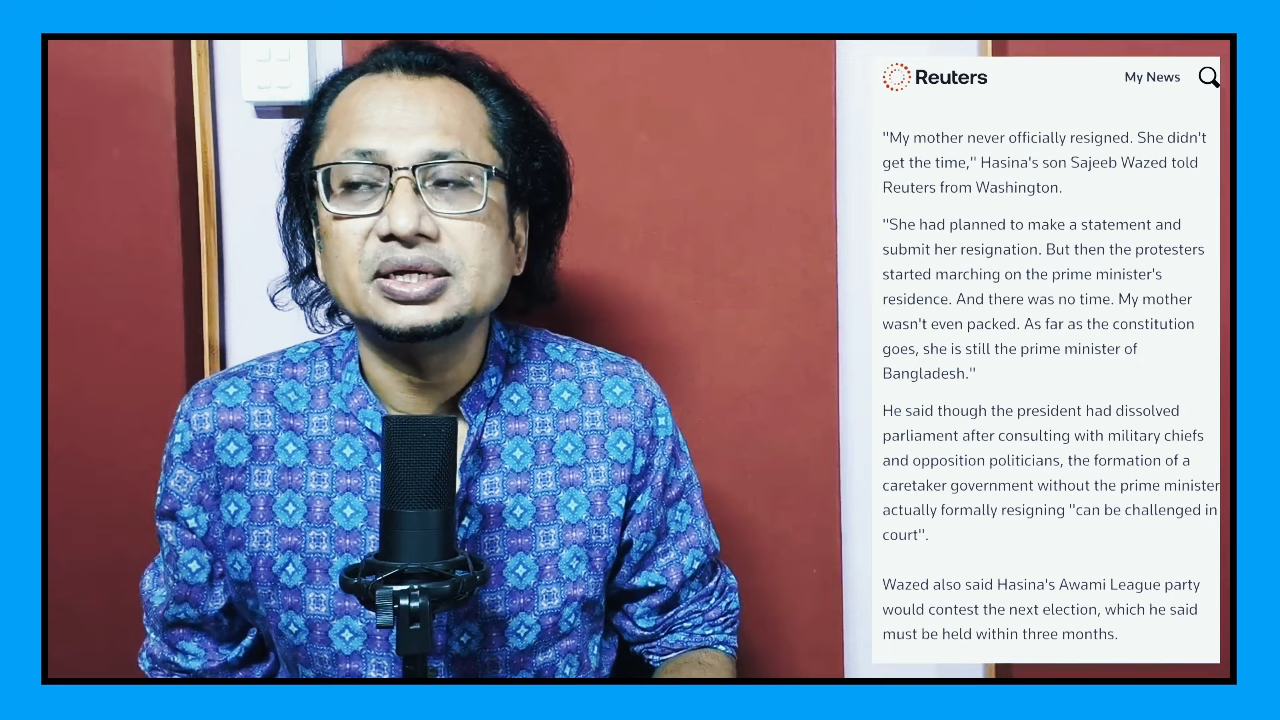 Reuters
My News
"My mother never officially resigned. She didn't
get the time," Hasina's son Sajeeb Wazed told
Reuters from Washington.
"She had planned to make a statement and
submit her resignation. But then the protesters
started marching on the prime minister's
residence. And there was no time. My mother
wasn't even packed. As far as the constitution
goes, she is still the prime minister of
Bangladesh."
He said though the president had dissolved
parliament after consulting with military chiefs
and opposition politicians, the formation of a
caretaker government without the prime minister
actually formally resigning "can be challenged in
court".
Wazed also said Hasina's Awami League party
would contest the next election, which he said
must be held within three months.